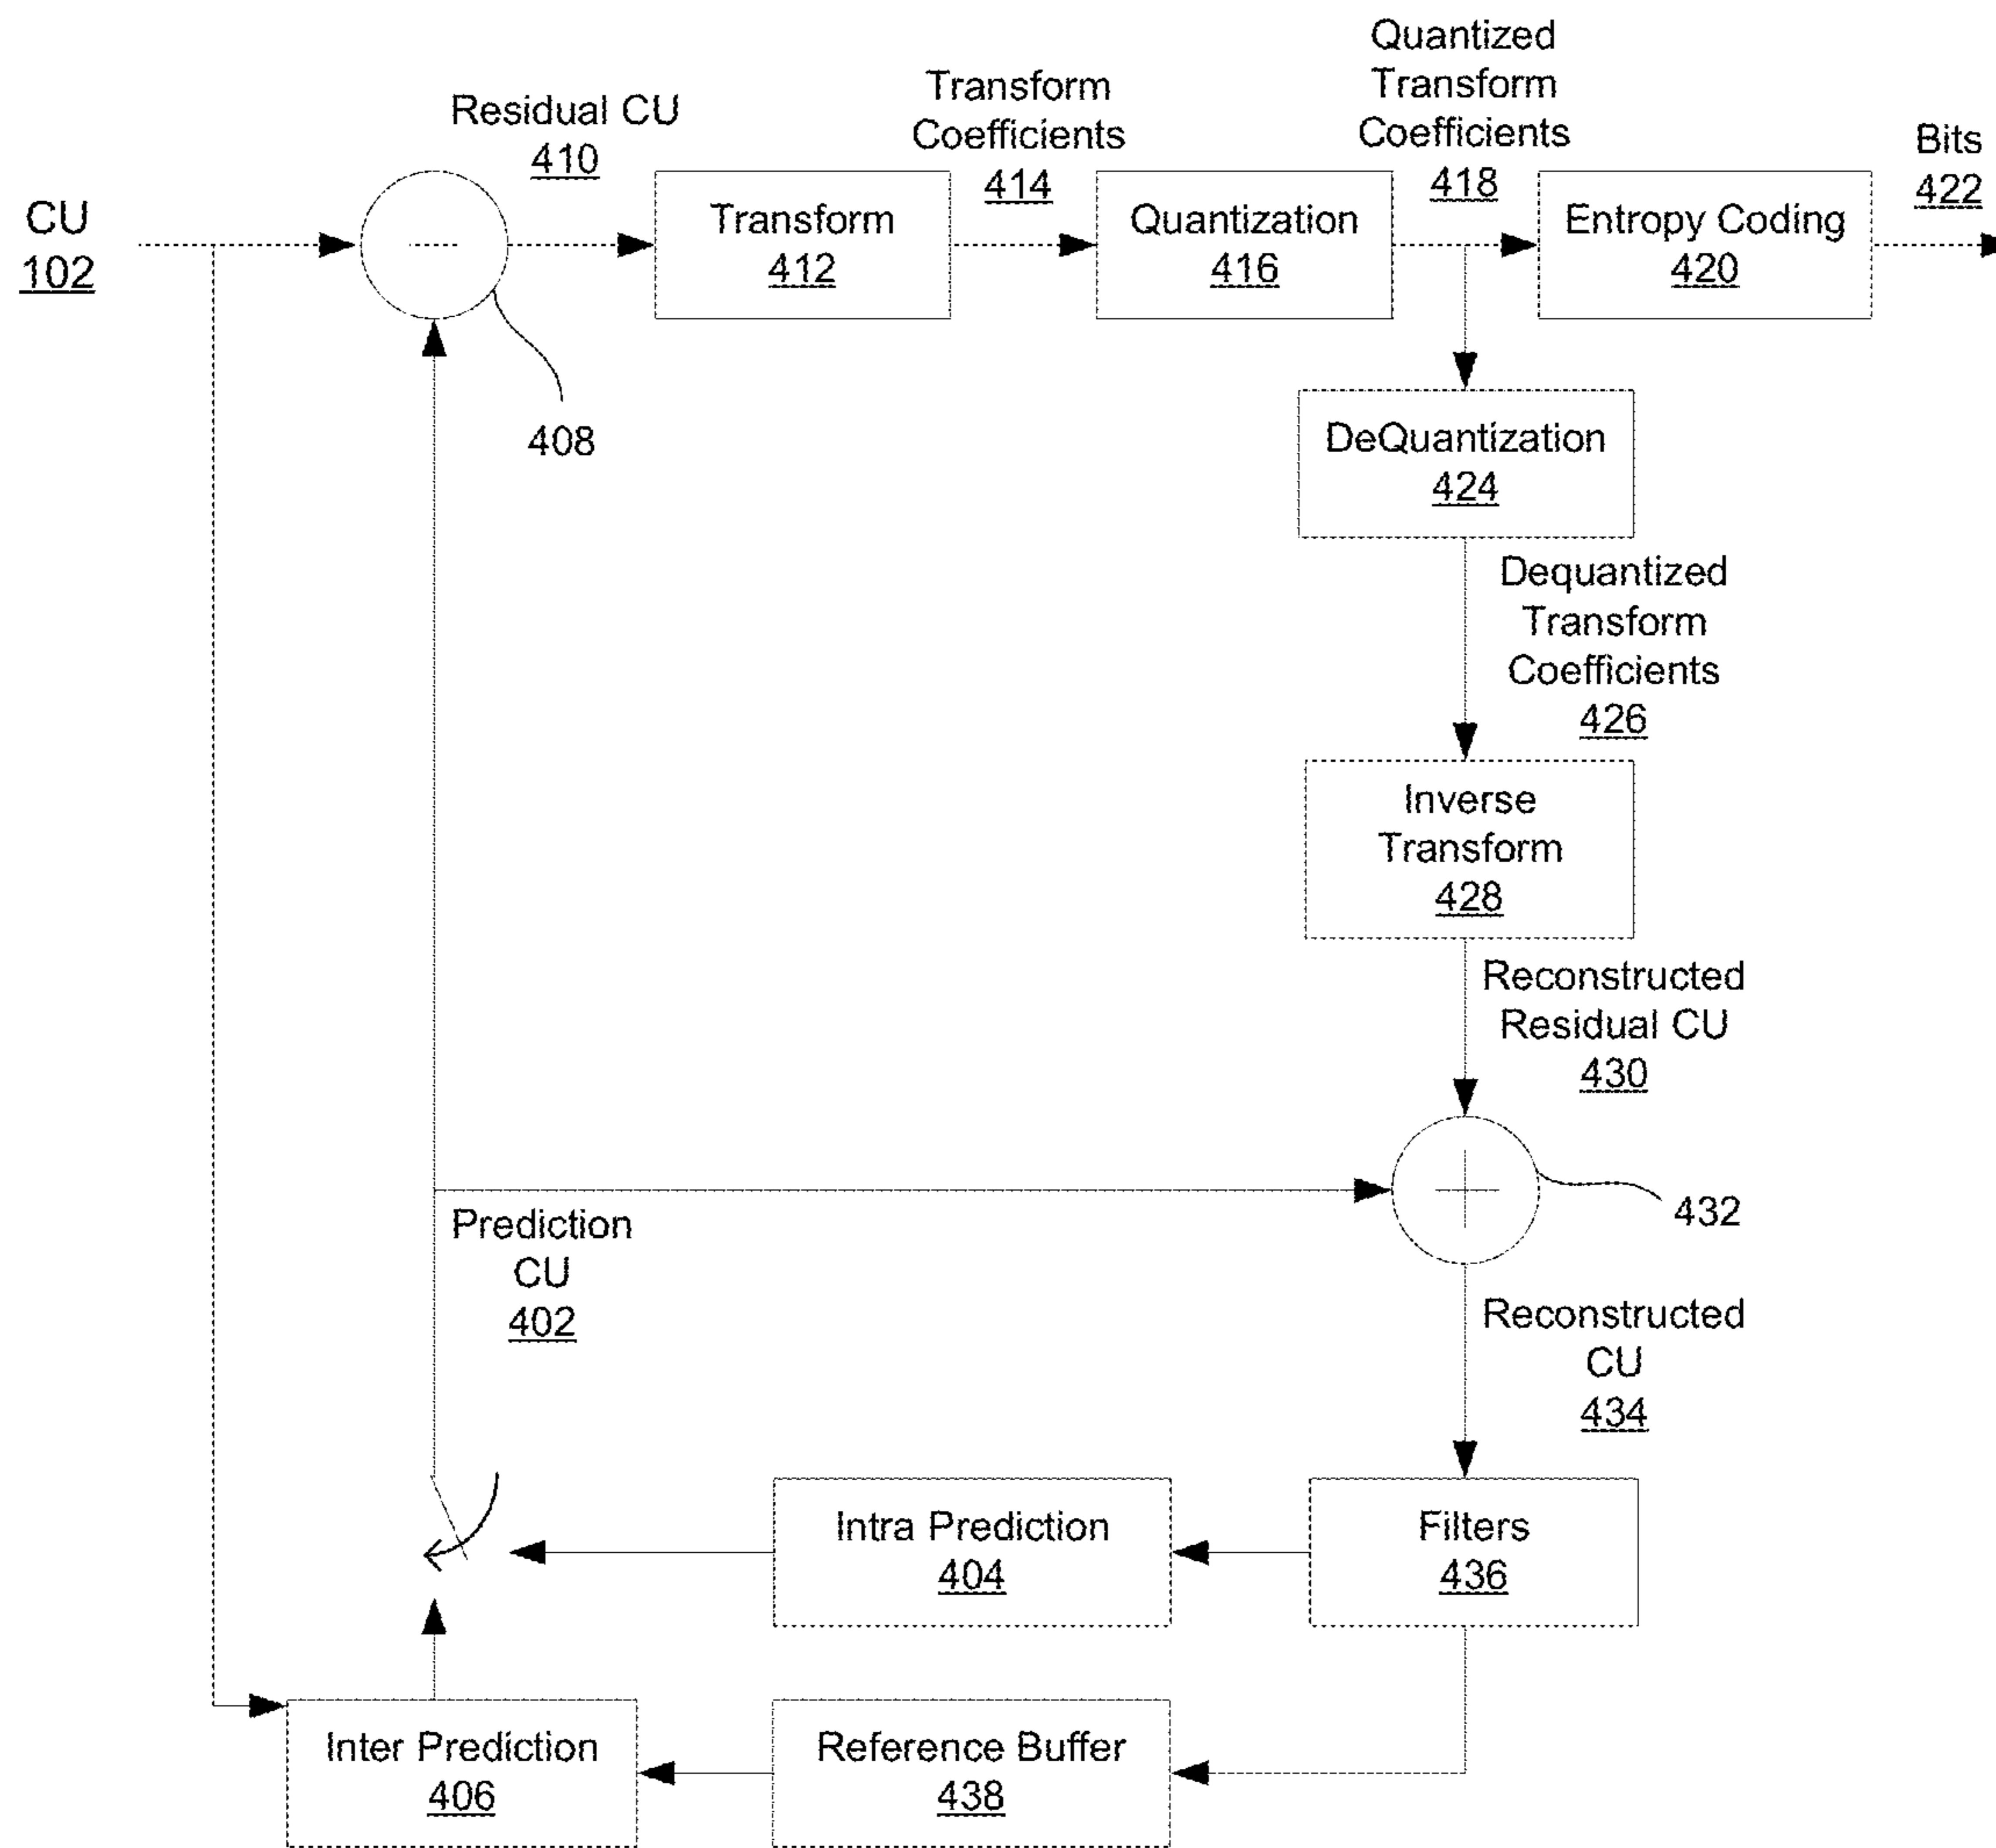 CU
102
Residual CU
410
408
Transform
412
Transform
Coefficients
414
Quantization
416
Quantized
Transform
Coefficients
418
Entropy Coding
420
Bits
422
DeQuantization
424
Dequantized
Transform
Coefficients
426
Inverse
Transform
428
Reconstructed
Residual CU
430
432
Prediction
CU
402
Reconstructed
CU
434
Intra Prediction
404
Filters
436
Inter Prediction
406
Reference Buffer
438